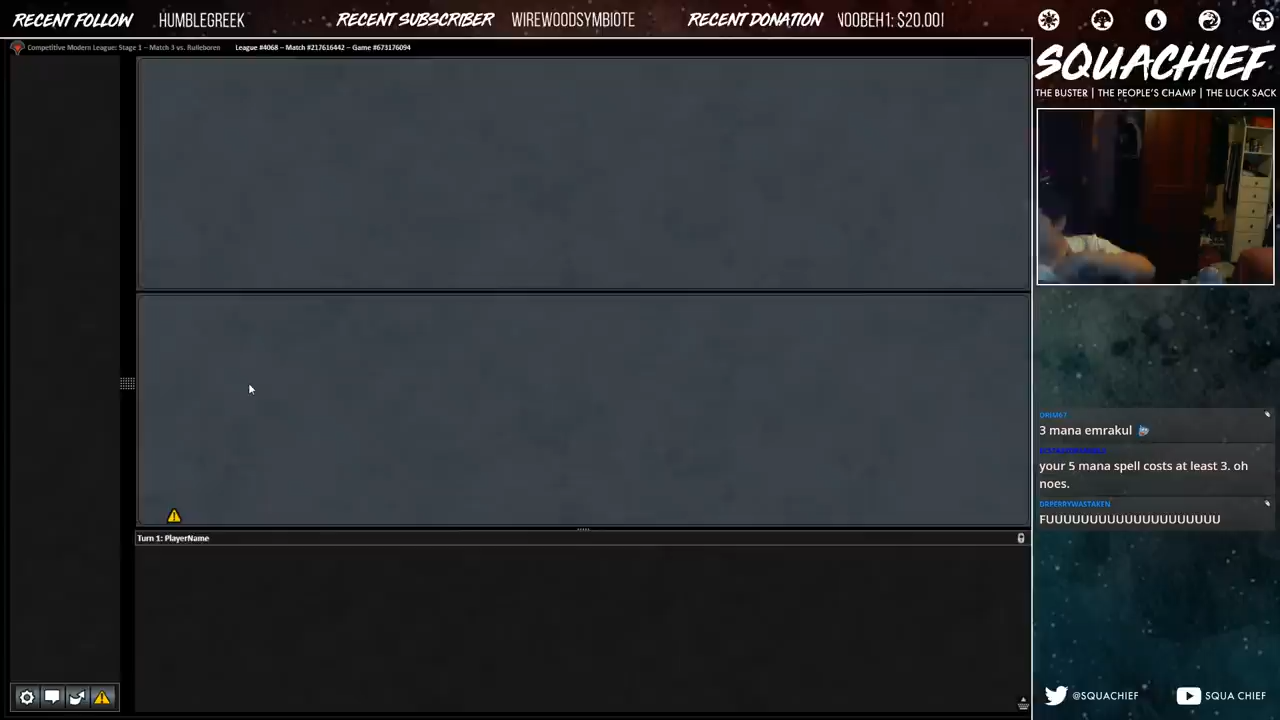 RECENT FOLLOW HUMBLEGREEK RECENT SUBSCRIBER WIREWOODSYMBIOTE RECENT DONATION NOOBEH1: $20.00!
Competitive Modern League: Stage 1 – Match 3 vs. Rulleboren League #4068 – Match #217616442 – Game #673176094
SQUACHIEF
THE BUSTER | THE PEOPLE'S CHAMP | THE LUCK SACK
DRIM67
3 mana emrakul
your 5 mana spell costs at least 3. oh
noes.
DRPERRYWASTAKEN
FUUUUUUUUUUUUUUUUUUU
Turn 1: PlayerName
@SQUACHIEF SQUA CHIEF